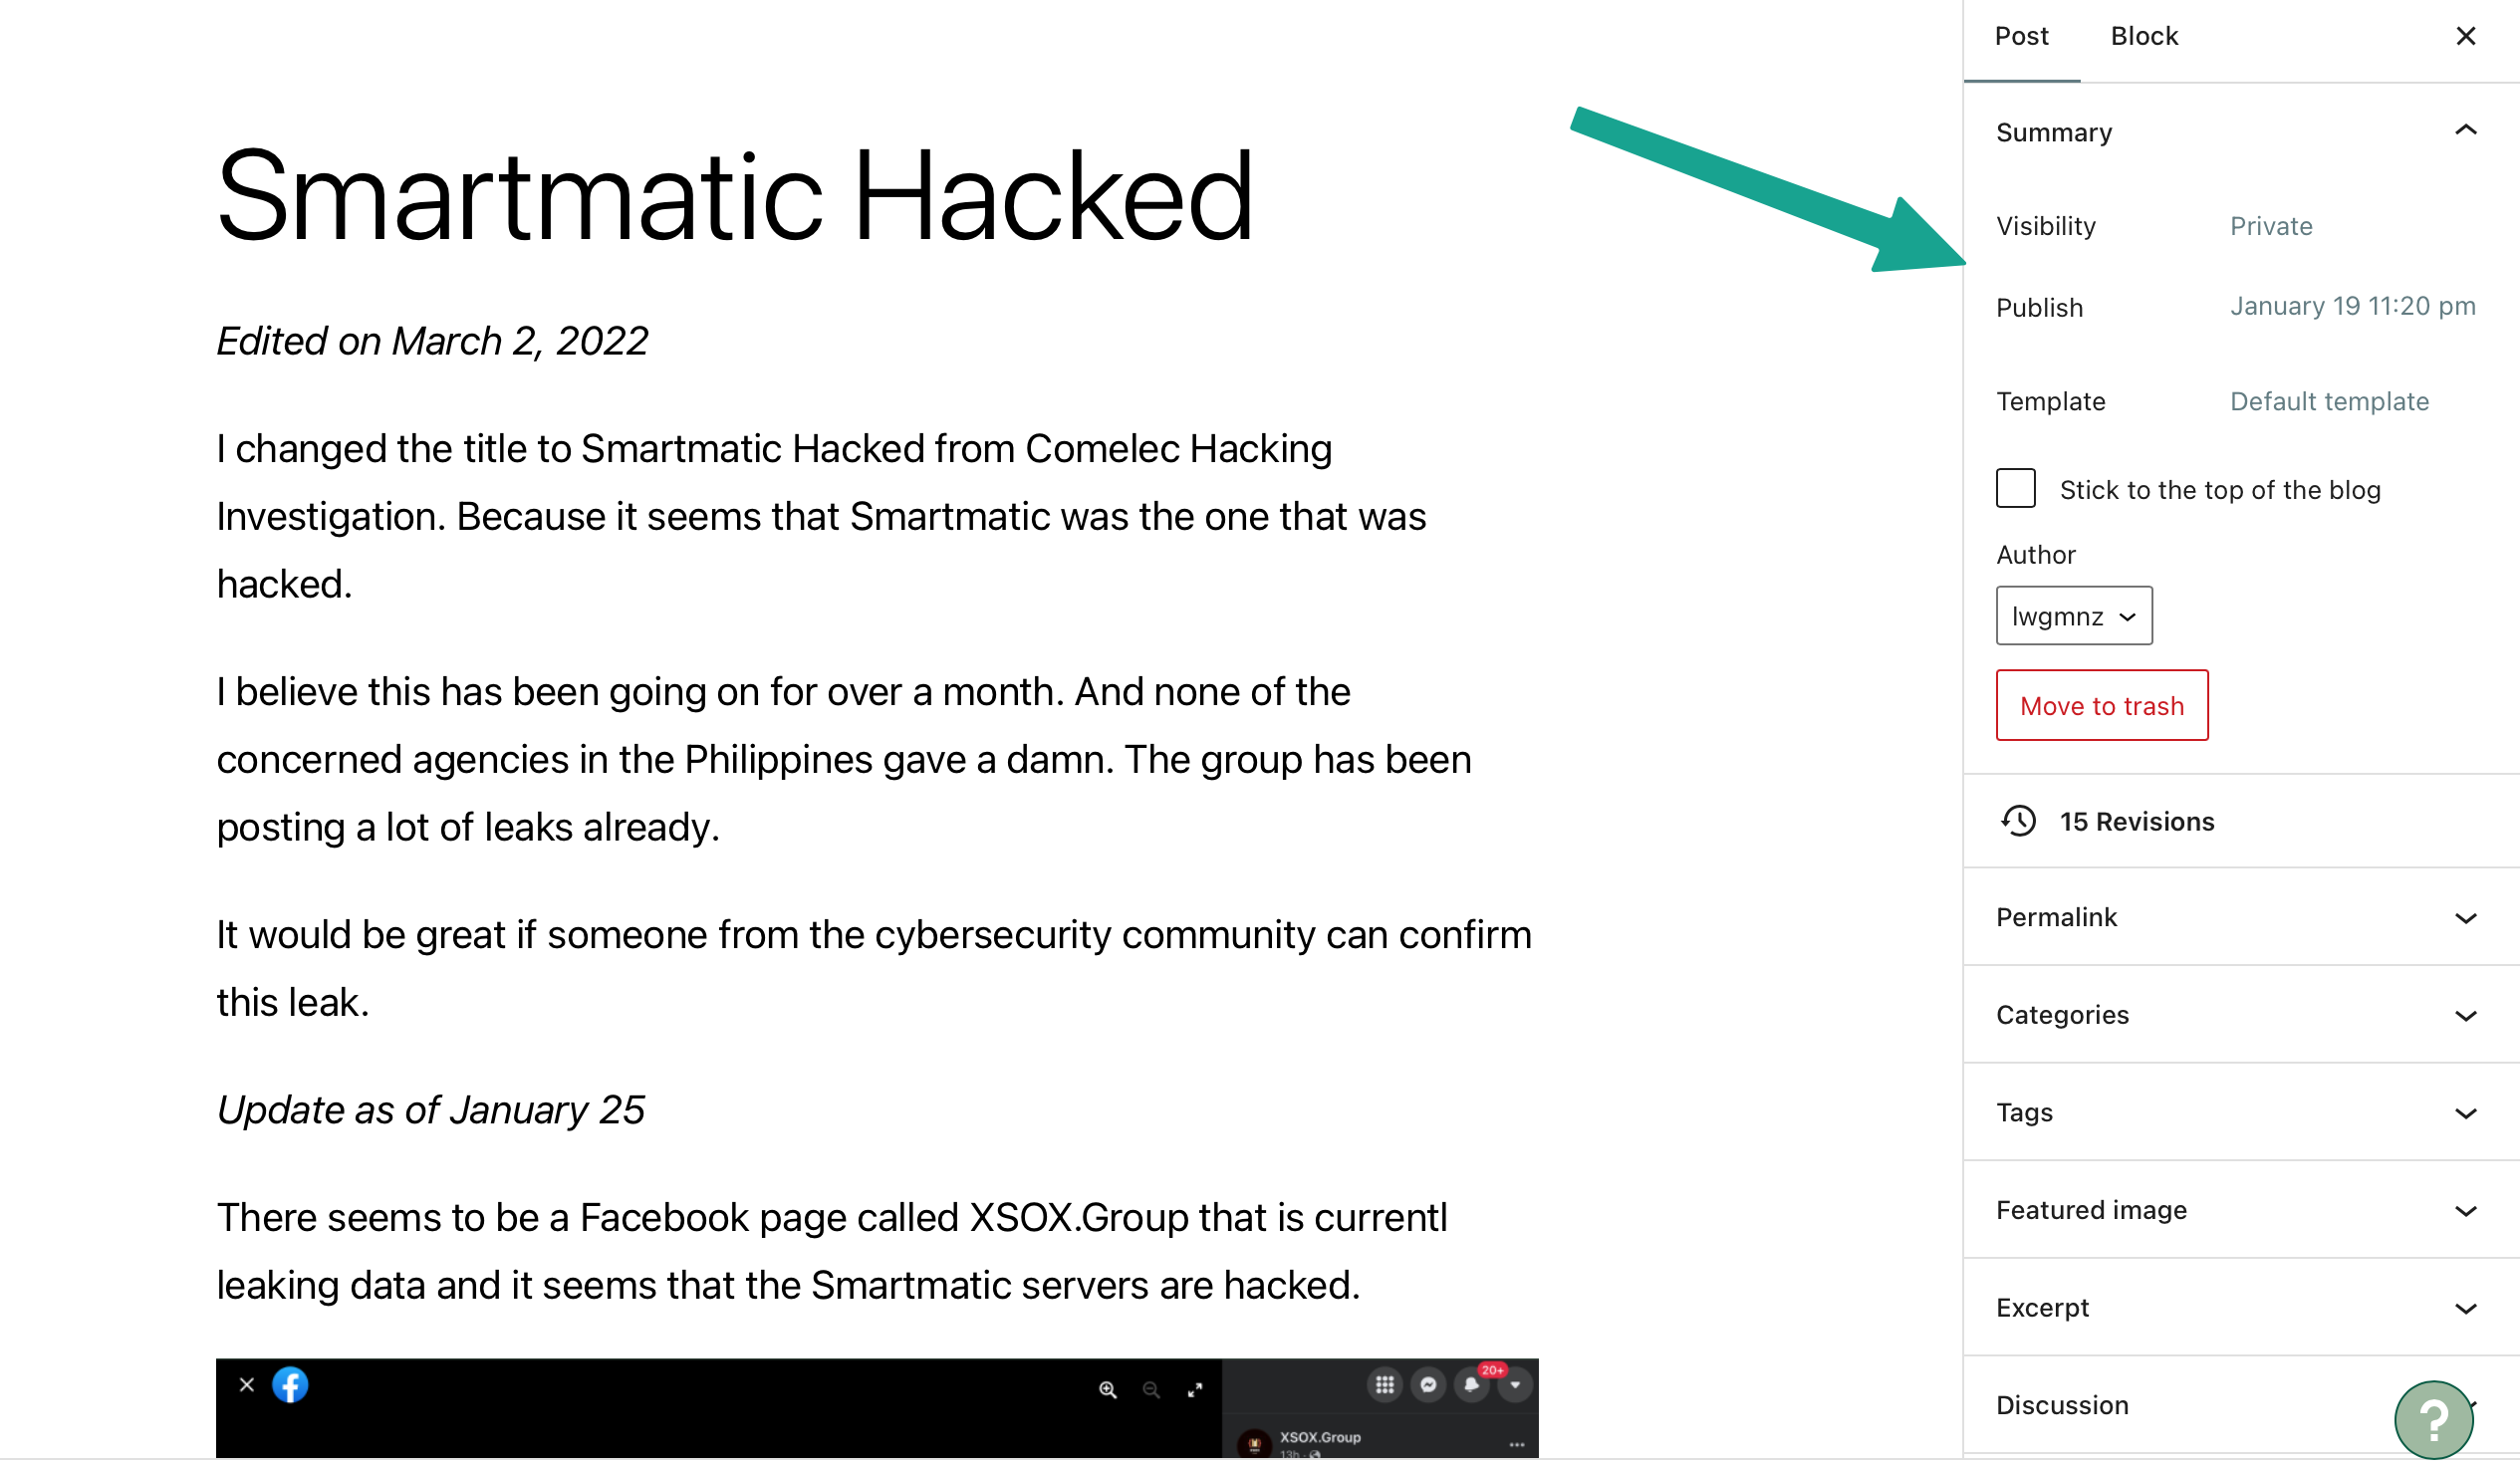 Smartmatic Hacked
Edited on March 2, 2022
I changed the title to Smartmatic Hacked from Comelec Hacking
Investigation. Because it seems that Smartmatic was the one that was
hacked.
I believe this has been going on for over a month. And none of the
concerned agencies in the Philippines gave a damn. The group has been
posting a lot of leaks already.
It would be great if someone from the cybersecurity community can confirm
this leak.
Update as of January 25
There seems to be a Facebook page called XSOX.Group that is currentl
leaking data and it seems that the Smartmatic servers are hacked.
20+
XSOX.Group
13h
Post Block
Summary
Visibility Private
Publish January 19 11:20 pm
Template Default template
Stick to the top of the blog
Author
lwgmnz
Move to trash
15 Revisions
Permalink
Categories
Tags
Featured image
Excerpt
Discussion
?